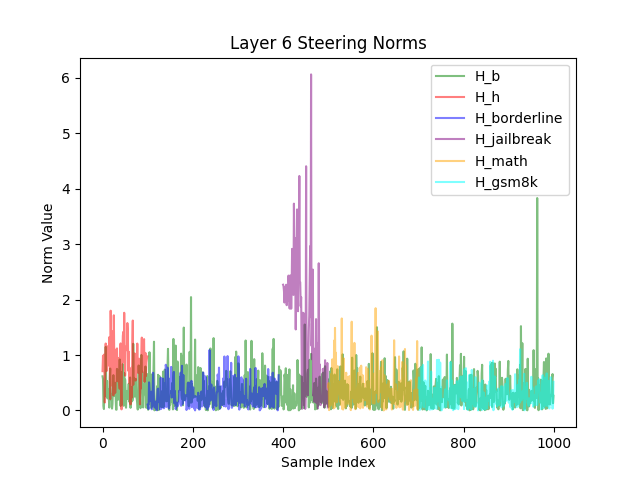 Layer 6 Steering Norms
Norm Value
6
5
4
3
2
1
0
0 200 400 600 800 1000
Sample Index
H_b
H_h
H_borderline
H_jailbreak
H_math
H_gsm8k